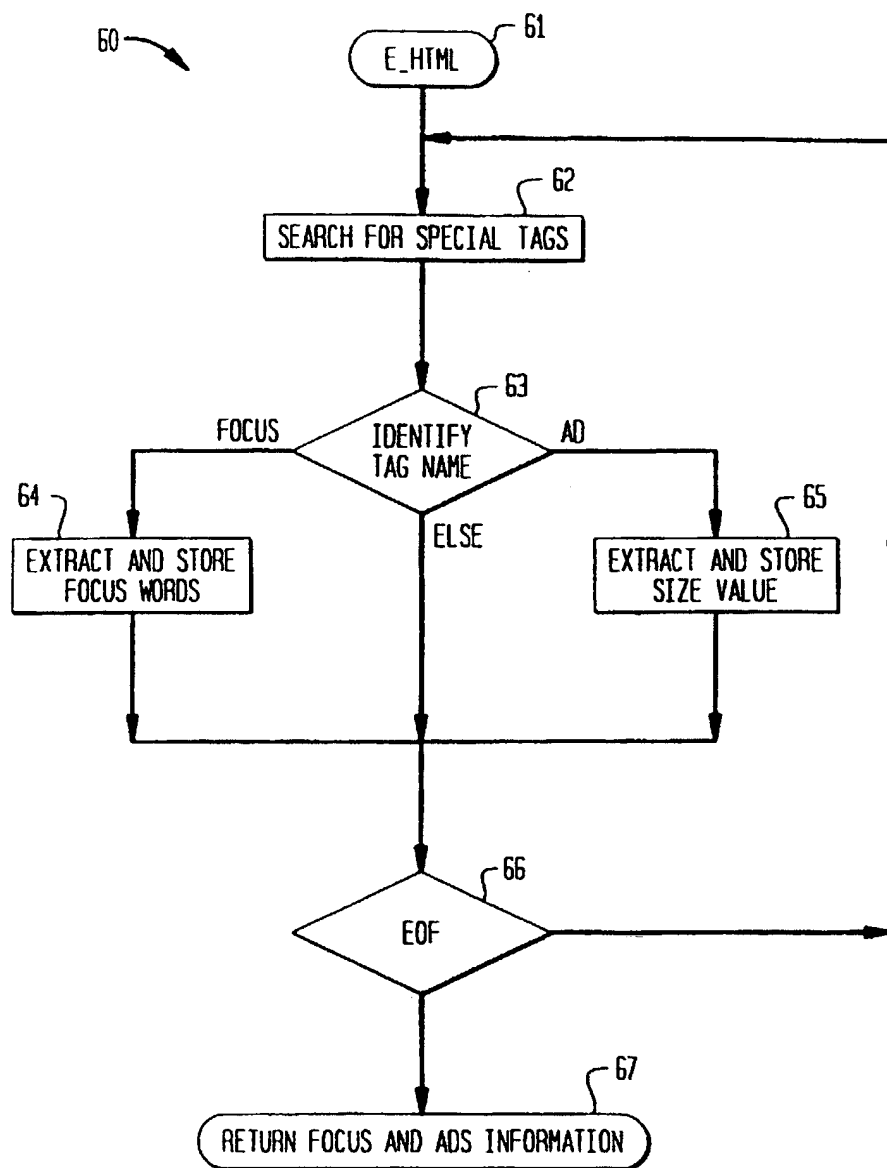 60
61
E_HTML
62
SEARCH FOR SPECIAL TAGS
63
FOCUS
IDENTIFY
TAG NAME
AD
64
65
ELSE
EXTRACT AND STORE
FOCUS WORDS
EXTRACT AND STORE
SIZE VALUE
66
EOF
67
RETURN FOCUS AND ADS INFORMATION